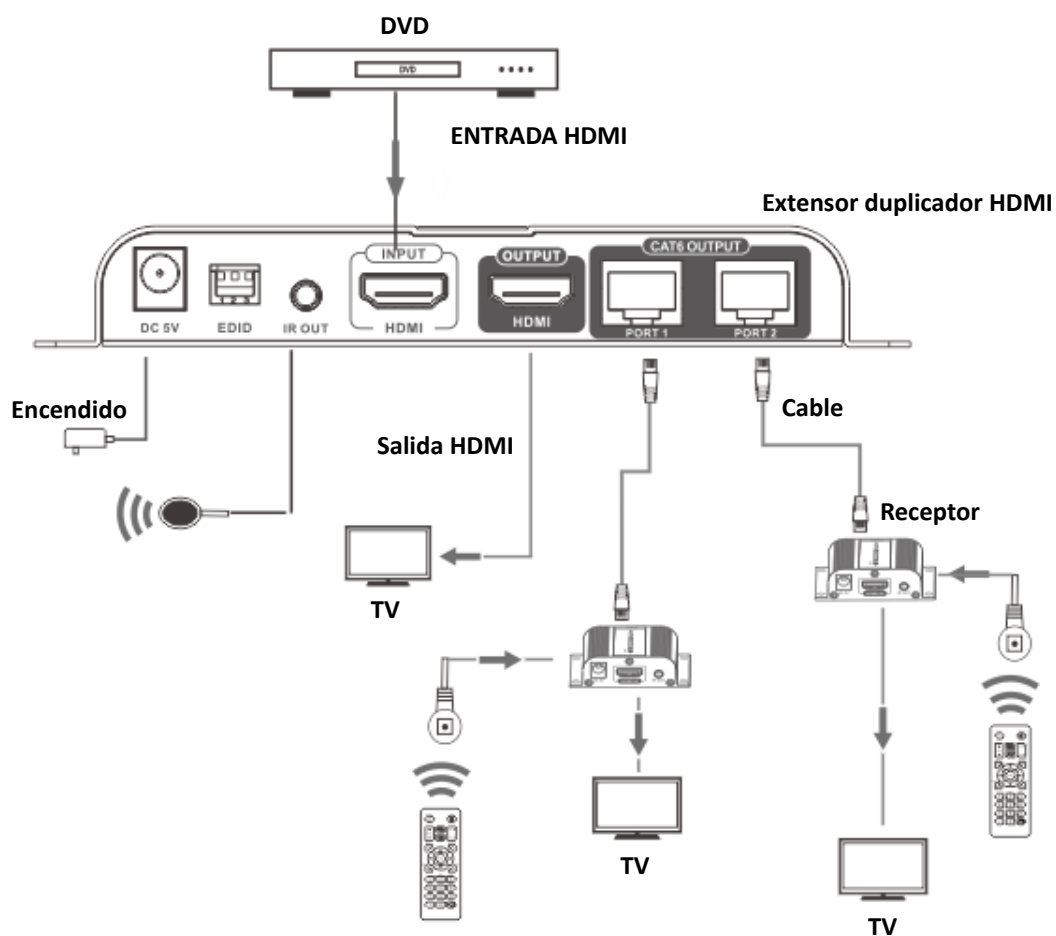 DVD
DVD
ENTRADA HDMI
Extensor duplicador HDMI
INPUT
OUTPUT
CAT6 OUTPUT
DC 5V
EDID
IR OUT
HDMI
HDMI
PORT 1
PORT 2
Encendido
Salida HDMI
Cable
Receptor
TV
TV
TV